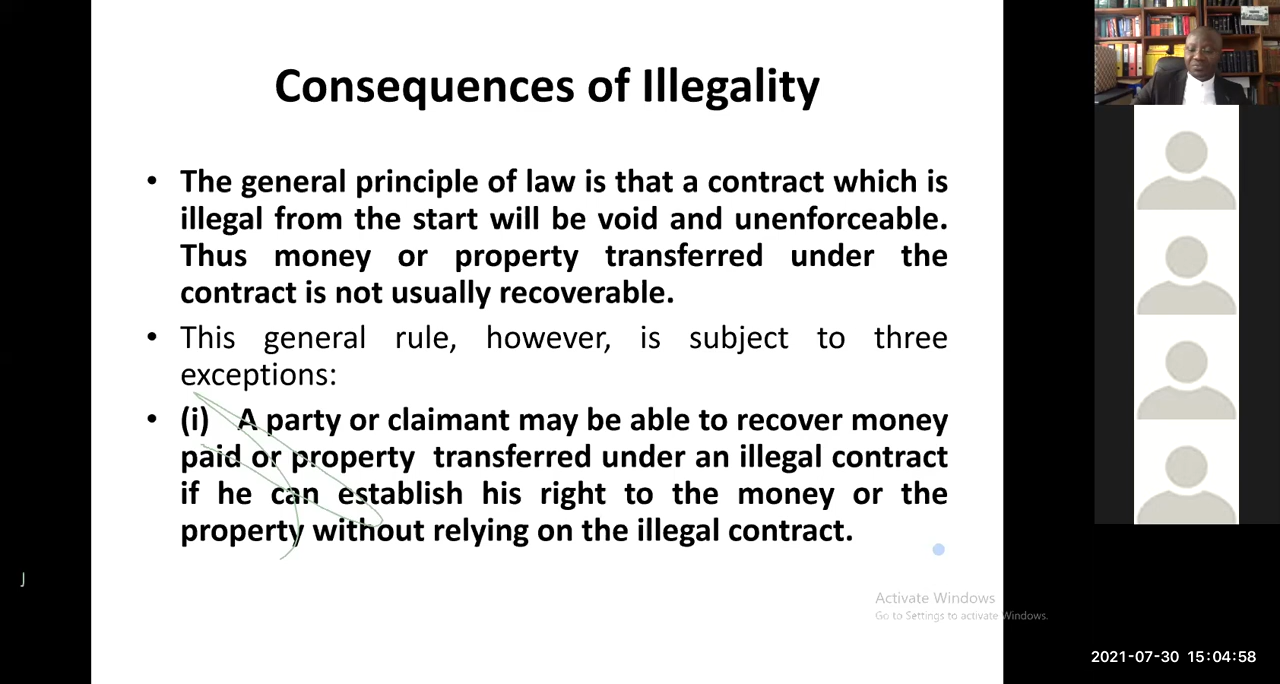 Consequences of Illegality
• The general principle of law is that a contract which is
illegal from the start will be void and unenforceable.
Thus money or property transferred under the
contract is not usually recoverable.
• This general rule, however, is subject to three
exceptions:
• (i) A party or claimant may be able to recover money
paid or property transferred under an illegal contract
if he can establish his right to the money or the
property without relying on the illegal contract.
J
Activate Windows
Go to Settings to activate Windows.
2021-07-30 15:04:58